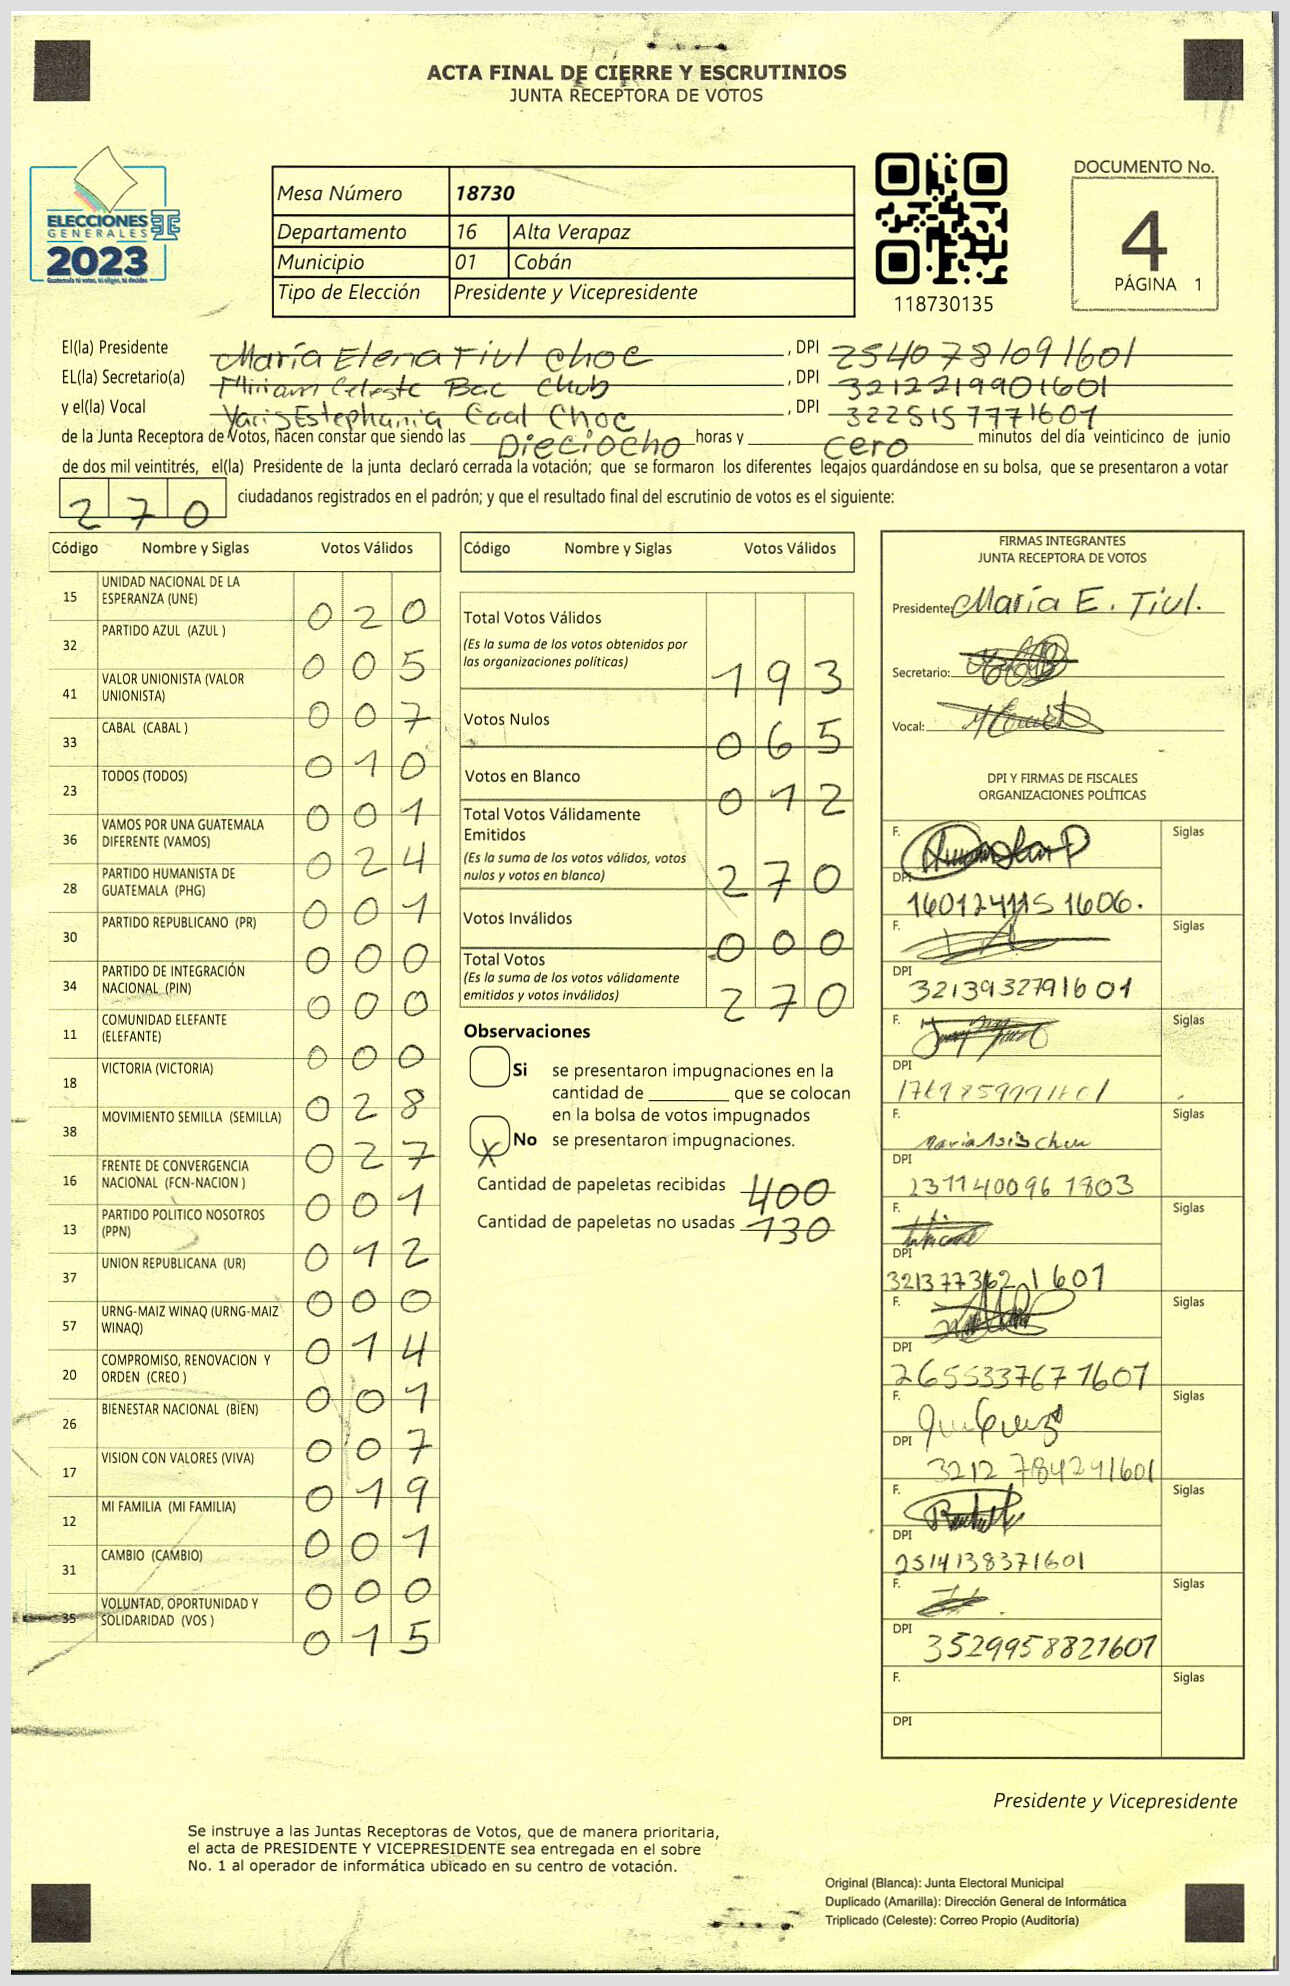 ACTA FINAL DE CIERRE Y ESCRUTINIOS
JUNTA RECEPTORA DE VOTOS
ELECCIONES
GENERALES
2023
Guatemala tú votas, tú eliges, tú decides
Mesa Número 18730
Departamento 16 Alta Verapaz
Municipio 01 Cobán
Tipo de Elección Presidente y Vicepresidente
118730135
DOCUMENTO No.
4
PÁGINA 1
El(la) Presidente María Elena Tiul Choc , DPI 2540781091601
EL(la) Secretario(a) Miriam Celeste Bac Chub , DPI 3212219901601
y el(la) Vocal Yaris Estephania Caal Choc , DPI 3225157771601
de la Junta Receptora de Votos, hacen constar que siendo las Dieciocho horas y cero minutos del día veinticinco de junio
de dos mil veintitrés, el(la) Presidente de la junta declaró cerrada la votación; que se formaron los diferentes legajos guardándose en su bolsa, que se presentaron a votar
270 ciudadanos registrados en el padrón; y que el resultado final del escrutinio de votos es el siguiente:
Código Nombre y Siglas Votos Válidos
15 UNIDAD NACIONAL DE LA ESPERANZA (UNE) 020
32 PARTIDO AZUL (AZUL ) 005
41 VALOR UNIONISTA (VALOR UNIONISTA) 007
33 CABAL (CABAL ) 010
23 TODOS (TODOS) 001
36 VAMOS POR UNA GUATEMALA DIFERENTE (VAMOS) 024
28 PARTIDO HUMANISTA DE GUATEMALA (PHG) 001
30 PARTIDO REPUBLICANO (PR) 000
34 PARTIDO DE INTEGRACIÓN NACIONAL (PIN) 000
11 COMUNIDAD ELEFANTE (ELEFANTE) 000
18 VICTORIA (VICTORIA) 028
38 MOVIMIENTO SEMILLA (SEMILLA) 027
16 FRENTE DE CONVERGENCIA NACIONAL (FCN-NACION ) 001
13 PARTIDO POLITICO NOSOTROS (PPN) 012
37 UNION REPUBLICANA (UR) 000
57 URNG-MAIZ WINAQ (URNG-MAIZ WINAQ) 014
20 COMPROMISO, RENOVACION Y ORDEN (CREO ) 001
26 BIENESTAR NACIONAL (BIEN) 007
17 VISION CON VALORES (VIVA) 019
12 MI FAMILIA (MI FAMILIA) 001
31 CAMBIO (CAMBIO) 000
35 VOLUNTAD, OPORTUNIDAD Y SOLIDARIDAD (VOS ) 015
Código Nombre y Siglas Votos Válidos
Total Votos Válidos
(Es la suma de los votos obtenidos por
las organizaciones políticas) 193
Votos Nulos 065
Votos en Blanco 012
Total Votos Válidamente
Emitidos
(Es la suma de los votos válidos, votos
nulos y votos en blanco) 270
Votos Inválidos 000
Total Votos
(Es la suma de los votos válidamente
emitidos y votos inválidos) 270
Observaciones
Si se presentaron impugnaciones en la
cantidad de ________ que se colocan
en la bolsa de votos impugnados
X No se presentaron impugnaciones.
Cantidad de papeletas recibidas 400
Cantidad de papeletas no usadas 130
FIRMAS INTEGRANTES
JUNTA RECEPTORA DE VOTOS
Presidente: María E. Tiul.
Secretario:
Vocal:
DPI Y FIRMAS DE FISCALES
ORGANIZACIONES POLÍTICAS
F. Siglas
DPI 1601241151606.
F. Siglas
DPI 3213932791601
F. Siglas
DPI
F. Siglas
DPI 2311400961803
F. Siglas
DPI 3213773621601
F. Siglas
DPI 2655337671601
F. Siglas
DPI 3212784241601
F. Siglas
DPI 2514138371601
F. Siglas
DPI 3529958821601
F. Siglas
DPI
Presidente y Vicepresidente
Se instruye a las Juntas Receptoras de Votos, que de manera prioritaria,
el acta de PRESIDENTE Y VICEPRESIDENTE sea entregada en el sobre
No. 1 al operador de informática ubicado en su centro de votación.
Original (Blanca): Junta Electoral Municipal
Duplicado (Amarilla): Dirección General de Informática
Triplicado (Celeste): Correo Propio (Auditoría)